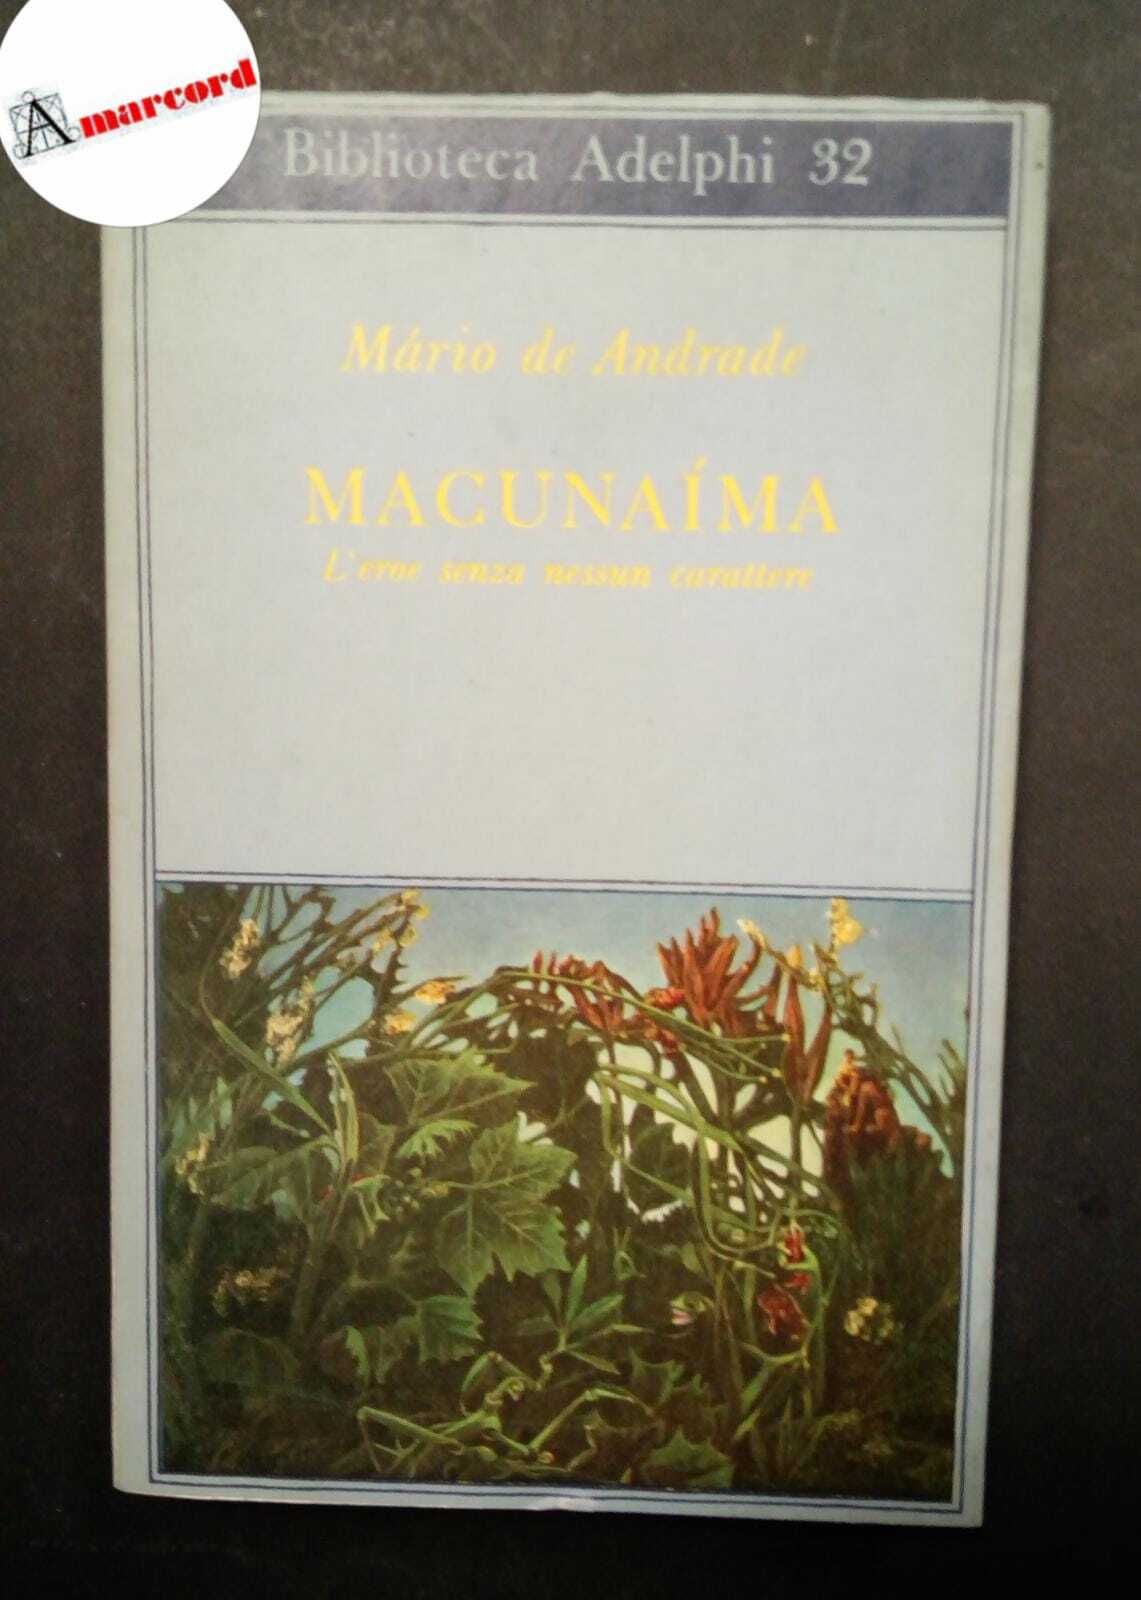 Amarcord
Biblioteca Adelphi 32
Mário de Andrade
MACUNAÍMA
L'eroe senza nessun carattere